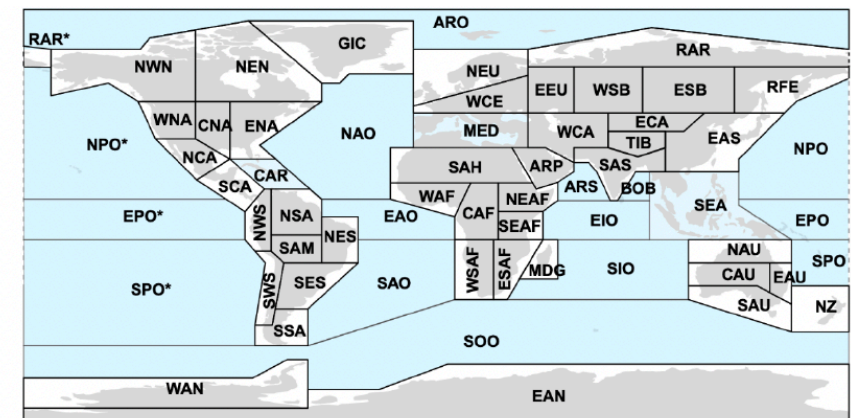 ARO
RAR*
GIC
RAR
NWN
NEN
NEU
WCE
EEU
WSB
ESB
RFE
WNA
CNA
ENA
NAO
MED
WCA
ECA
TIB
EAS
NPO*
NCA
SCA
CAR
SAH
ARP
SAS
NPO
WAF
CAF
NEAF
ARS
BOB
SEA
EPO*
NWS
NSA
NES
EAO
SEAF
EIO
EPO
SAM
NAU
SPO*
SWS
SES
SAO
WSAF
ESAF
MDG
SIO
CAU
EAU
SPO
SAU
NZ
SSA
SOO
WAN
EAN